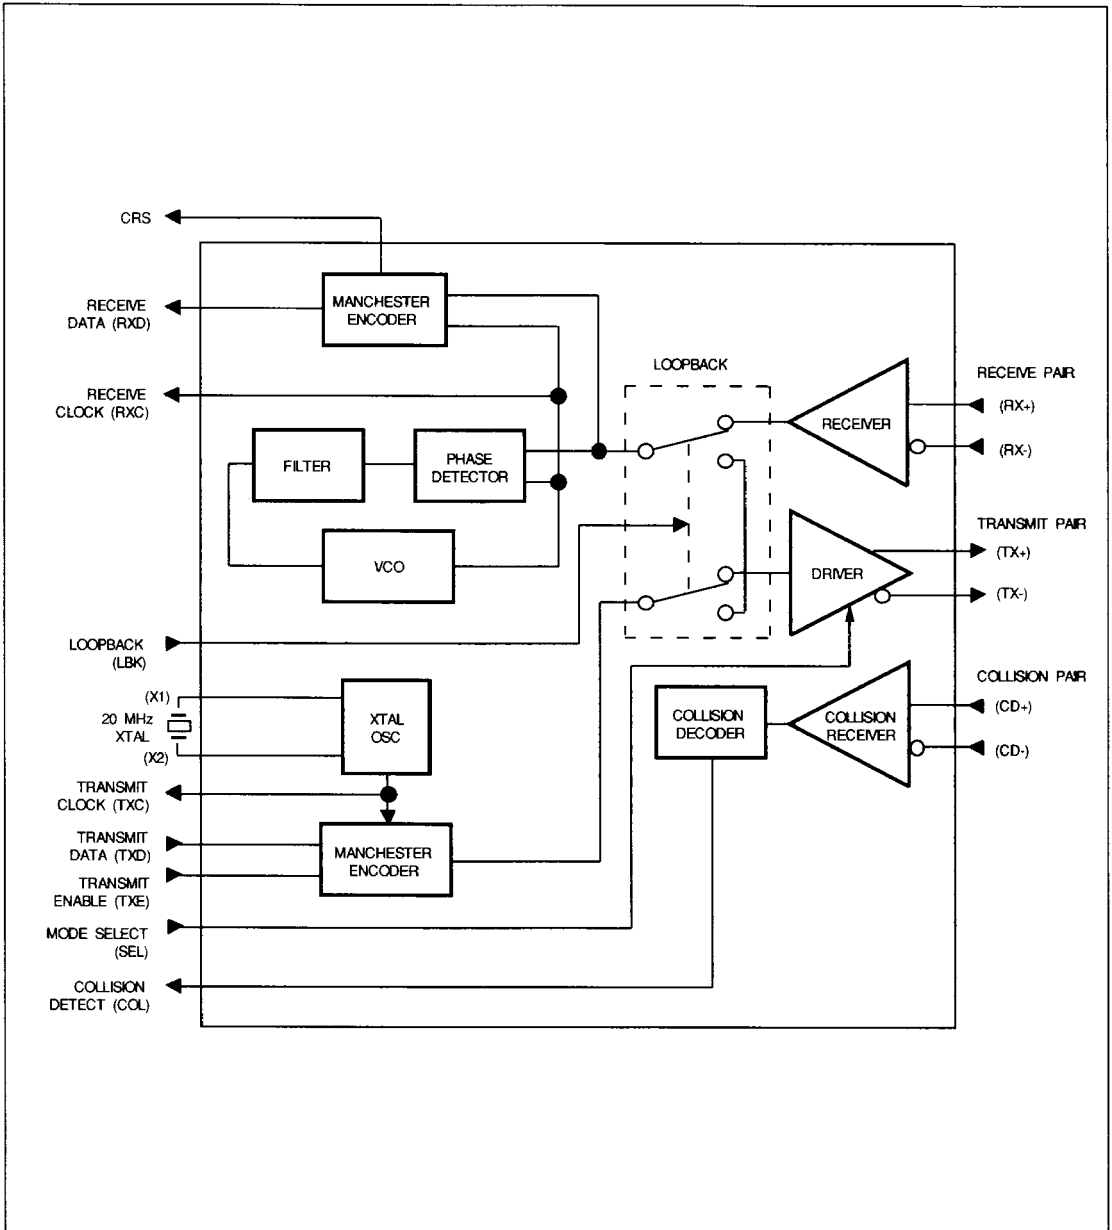 CRS
RECEIVE
DATA (RXD)
MANCHESTER
ENCODER
RECEIVE
CLOCK (RXC)
LOOPBACK
RECEIVE PAIR
(RX+)
(RX-)
RECEIVER
FILTER
PHASE
DETECTOR
VCO
TRANSMIT PAIR
(TX+)
(TX-)
DRIVER
LOOPBACK
(LBK)
(X1)
20 MHz
XTAL
(X2)
XTAL
OSC
COLLISION
DECODER
COLLISION
RECEIVER
COLLISION PAIR
(CD+)
(CD-)
TRANSMIT
CLOCK (TXC)
TRANSMIT
DATA (TXD)
TRANSMIT
ENABLE (TXE)
MANCHESTER
ENCODER
MODE SELECT
(SEL)
COLLISION
DETECT (COL)